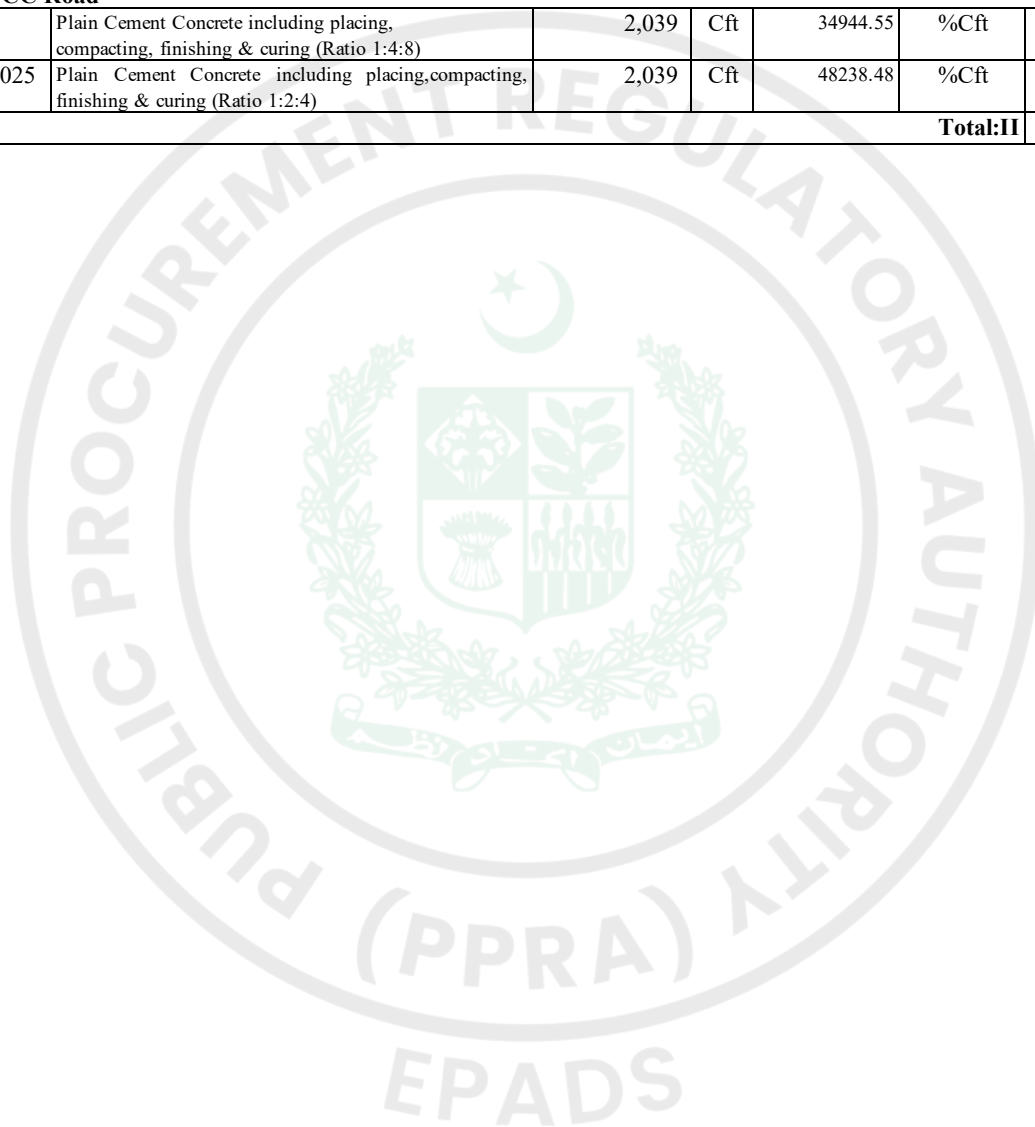 CC Road
Plain Cement Concrete including placing,
compacting, finishing & curing (Ratio 1:4:8)
2,039 Cft 34944.55 %Cft
025 Plain Cement Concrete including placing,compacting,
finishing & curing (Ratio 1:2:4)
2,039 Cft 48238.48 %Cft
Total:II
PUBLIC PROCUREMENT REGULATORY AUTHORITY
(PPRA)
EPADS